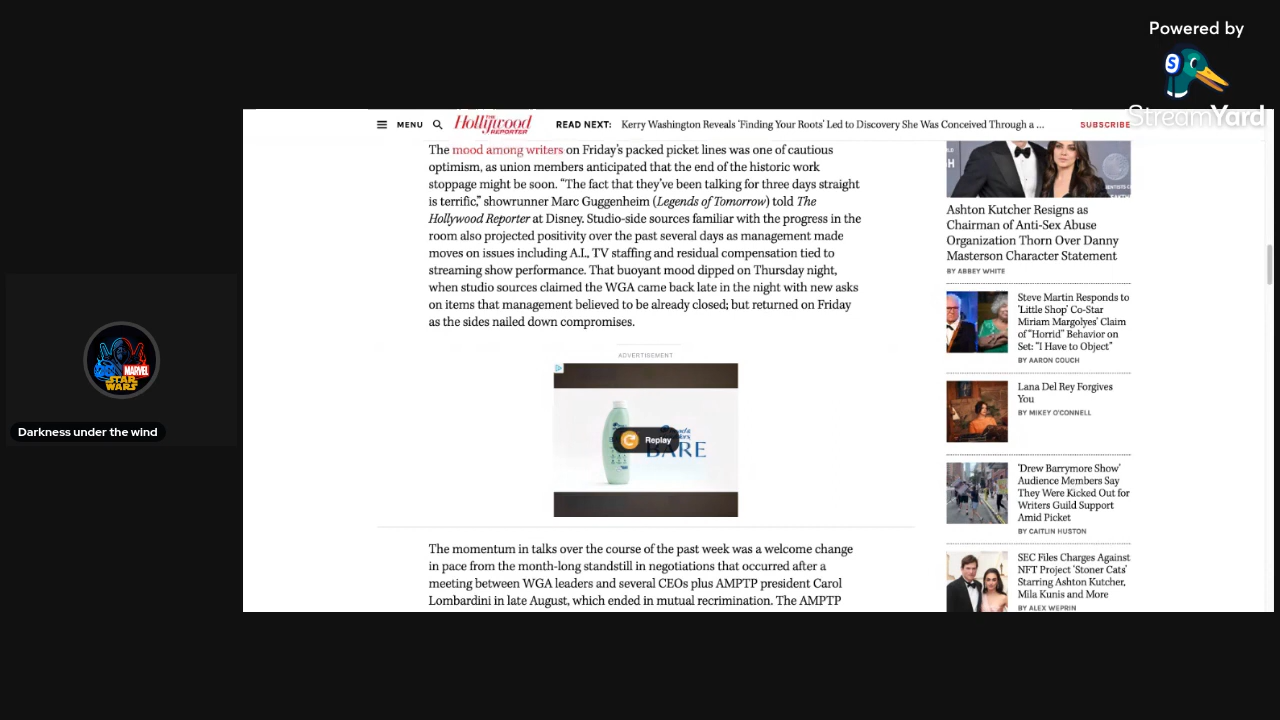 Powered by
StreamYard
MENU
THE
Hollywood
REPORTER
READ NEXT: Kerry Washington Reveals 'Finding Your Roots' Led to Discovery She Was Conceived Through a ...
SUBSCRIBE
The mood among writers on Friday's packed picket lines was one of cautious
optimism, as union members anticipated that the end of the historic work
stoppage might be soon. “The fact that they've been talking for three days straight
is terrific,” showrunner Marc Guggenheim (Legends of Tomorrow) told The
Hollywood Reporter at Disney. Studio-side sources familiar with the progress in the
room also projected positivity over the past several days as management made
moves on issues including A.I., TV staffing and residual compensation tied to
streaming show performance. That buoyant mood dipped on Thursday night,
when studio sources claimed the WGA came back late in the night with new asks
on items that management believed to be already closed; but returned on Friday
as the sides nailed down compromises.
ADVERTISEMENT
Replay
BARE
The momentum in talks over the course of the past week was a welcome change
in pace from the month-long standstill in negotiations that occurred after a
meeting between WGA leaders and several CEOs plus AMPTP president Carol
Lombardini in late August, which ended in mutual recrimination. The AMPTP
Ashton Kutcher Resigns as
Chairman of Anti-Sex Abuse
Organization Thorn Over Danny
Masterson Character Statement
BY ABBEY WHITE
Steve Martin Responds to
'Little Shop' Co-Star
Miriam Margolyes' Claim
of “Horrid” Behavior on
Set: “I Have to Object”
BY AARON COUCH
Lana Del Rey Forgives
You
BY MIKEY O'CONNELL
'Drew Barrymore Show'
Audience Members Say
They Were Kicked Out for
Writers Guild Support
Amid Picket
BY CAITLIN HUSTON
SEC Files Charges Against
NFT Project 'Stoner Cats'
Starring Ashton Kutcher,
Mila Kunis and More
BY ALEX WEPRIN
MARVEL
STAR
WARS
Darkness under the wind